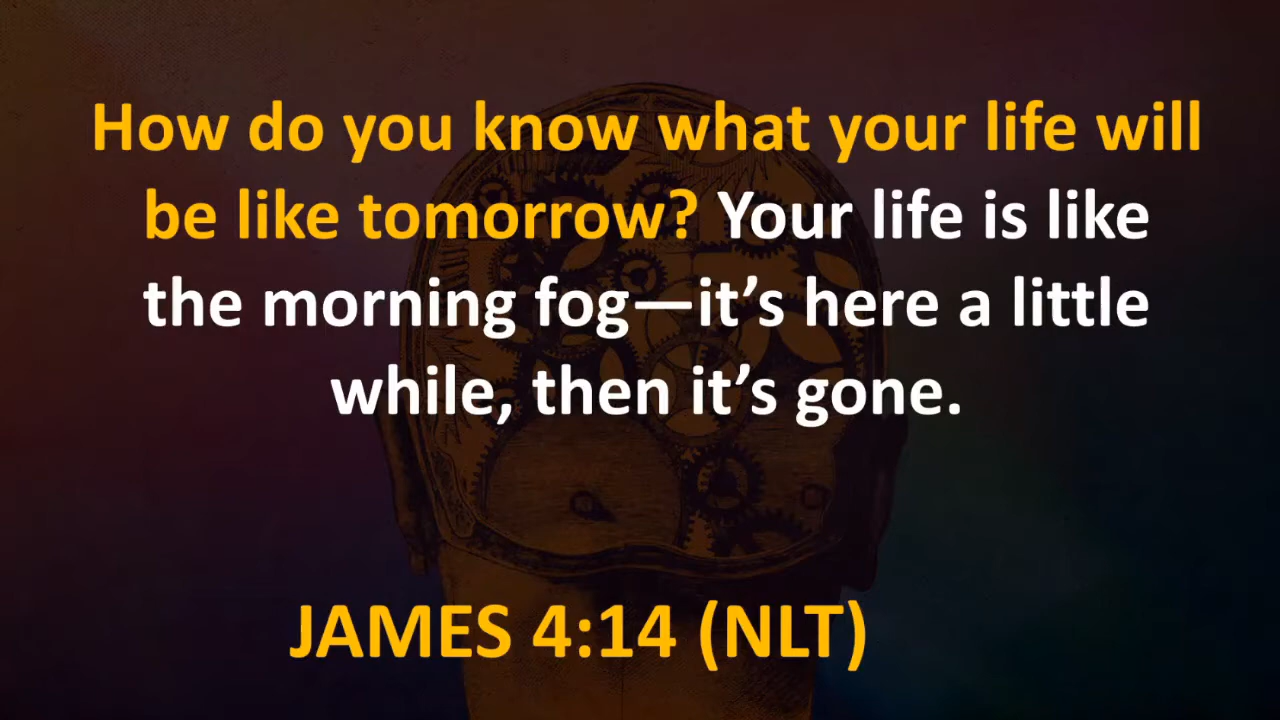 How do you know what your life will
be like tomorrow? Your life is like
the morning fog—it’s here a little
while, then it’s gone.
JAMES 4:14 (NLT)